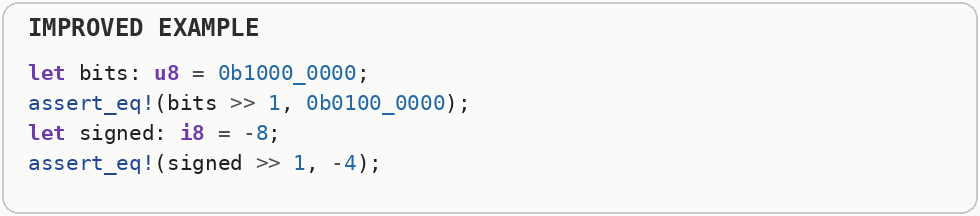 IMPROVED EXAMPLE
let bits: u8 = 0b1000_0000;
assert_eq!(bits >> 1, 0b0100_0000);
let signed: i8 = -8;
assert_eq!(signed >> 1, -4);